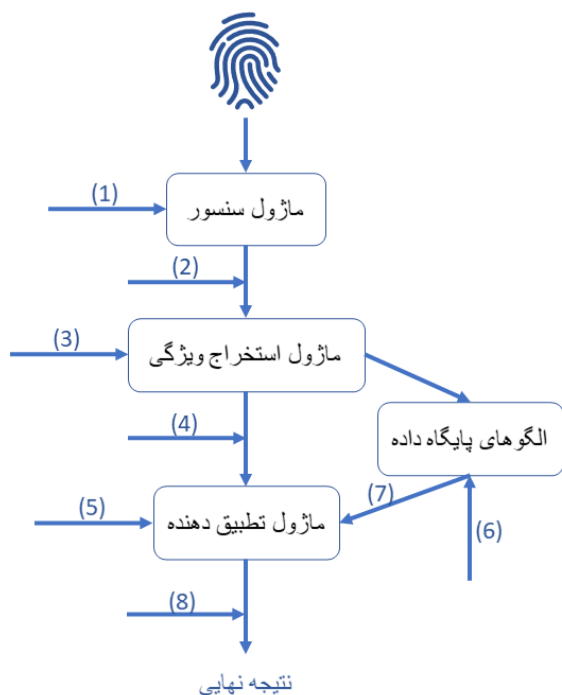 (1)
ماژول سنسور
(2)
(3)
ماژول استخراج ویژگی
(4)
الگوهای پایگاه داده
(5)
ماژول تطبیق دهنده
(7)
(6)
(8)
نتیجه نهایی